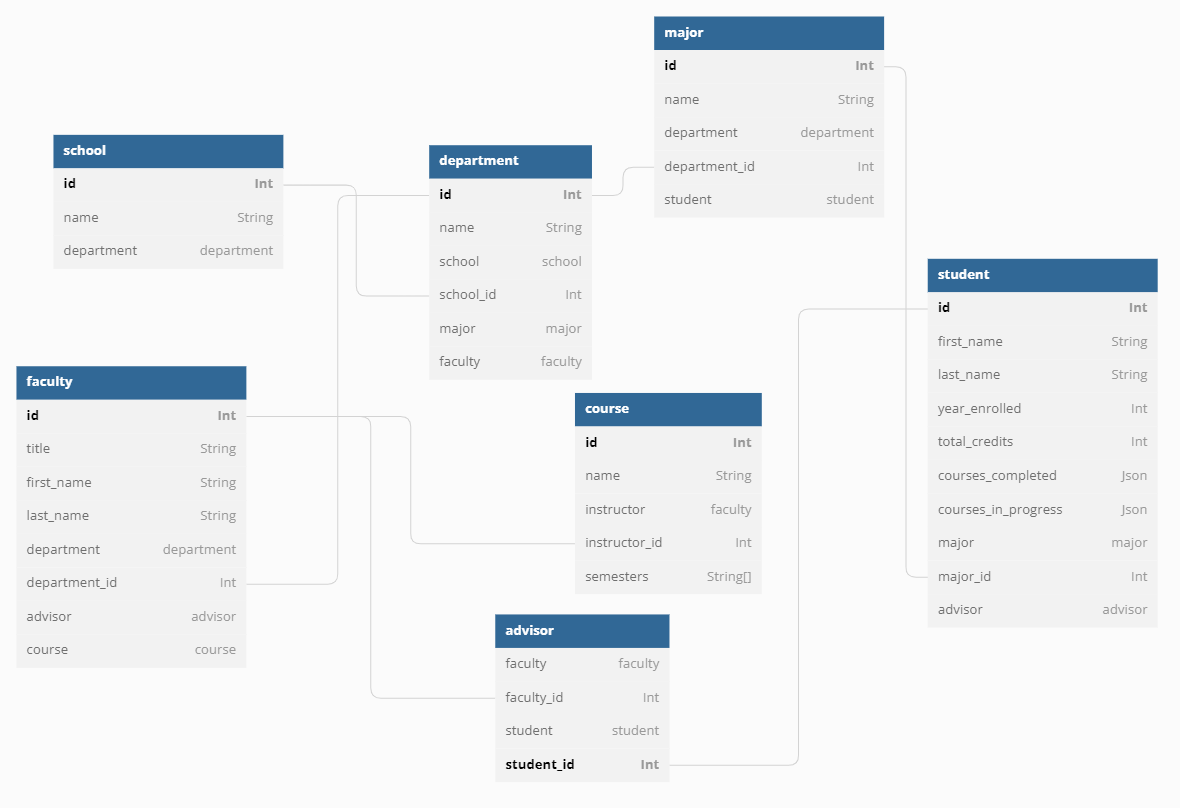 major
id Int
name String
department department
department_id Int
student student
school
id Int
name String
department department
department
id Int
name String
school school
school_id Int
major major
faculty faculty
student
id Int
first_name String
last_name String
year_enrolled Int
total_credits Int
courses_completed Json
courses_in_progress Json
major major
major_id Int
advisor advisor
faculty
id Int
title String
first_name String
last_name String
department department
department_id Int
advisor advisor
course course
course
id Int
name String
instructor faculty
instructor_id Int
semesters String[]
advisor
faculty faculty
faculty_id Int
student student
student_id Int